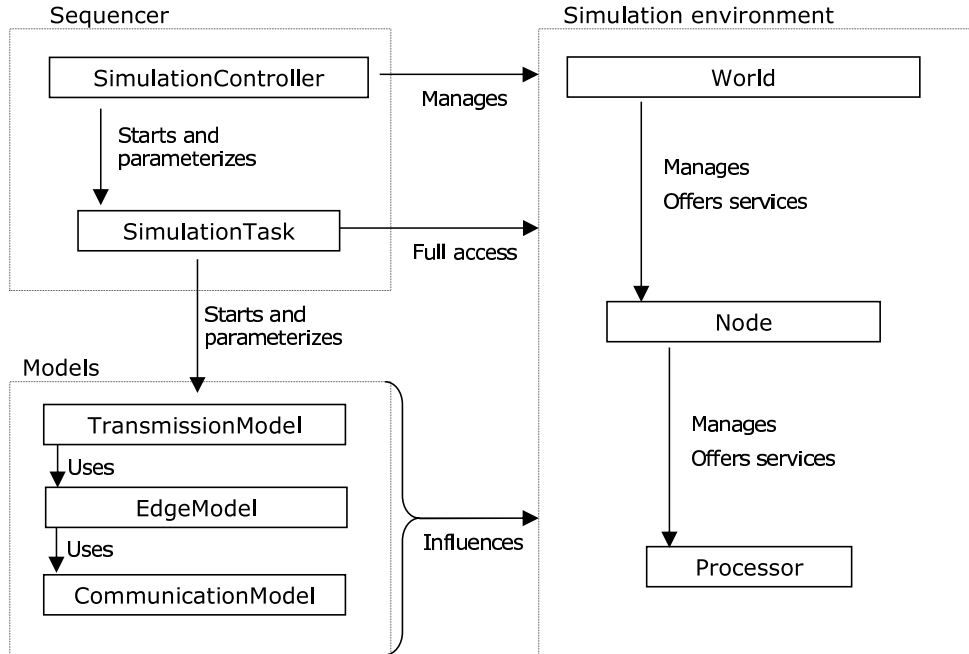 Sequencer
SimulationController
Starts and
parameterizes
SimulationTask
Manages
Full access
Starts and
parameterizes
Models
TransmissionModel
Uses
EdgeModel
Uses
CommunicationModel
Influences
Simulation environment
World
Manages
Offers services
Node
Manages
Offers services
Processor